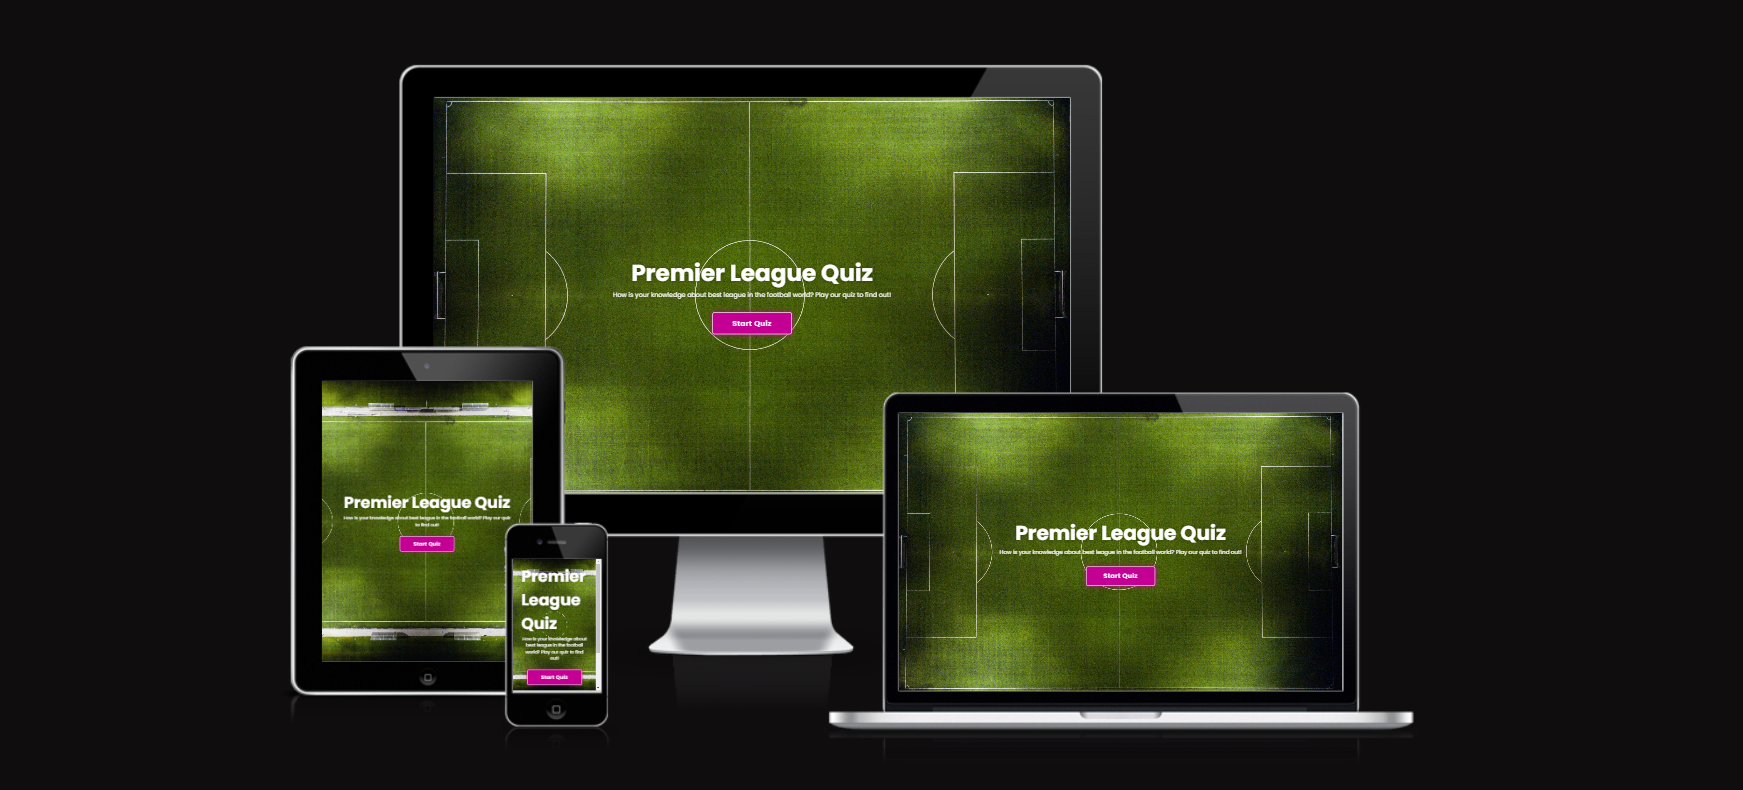 Premier League Quiz
How is your knowledge about best league in the football world? Play our quiz to find out!
Start Quiz
Premier League Quiz
How is your knowledge about best league in the football world? Play our quiz
to find out!
Start Quiz
Premier
League
Quiz
How is your knowledge about
best league in the football
world? Play our quiz to find
out!
Start Quiz
Premier League Quiz
How is your knowledge about best league in the football world? Play our quiz to find out!
Start Quiz